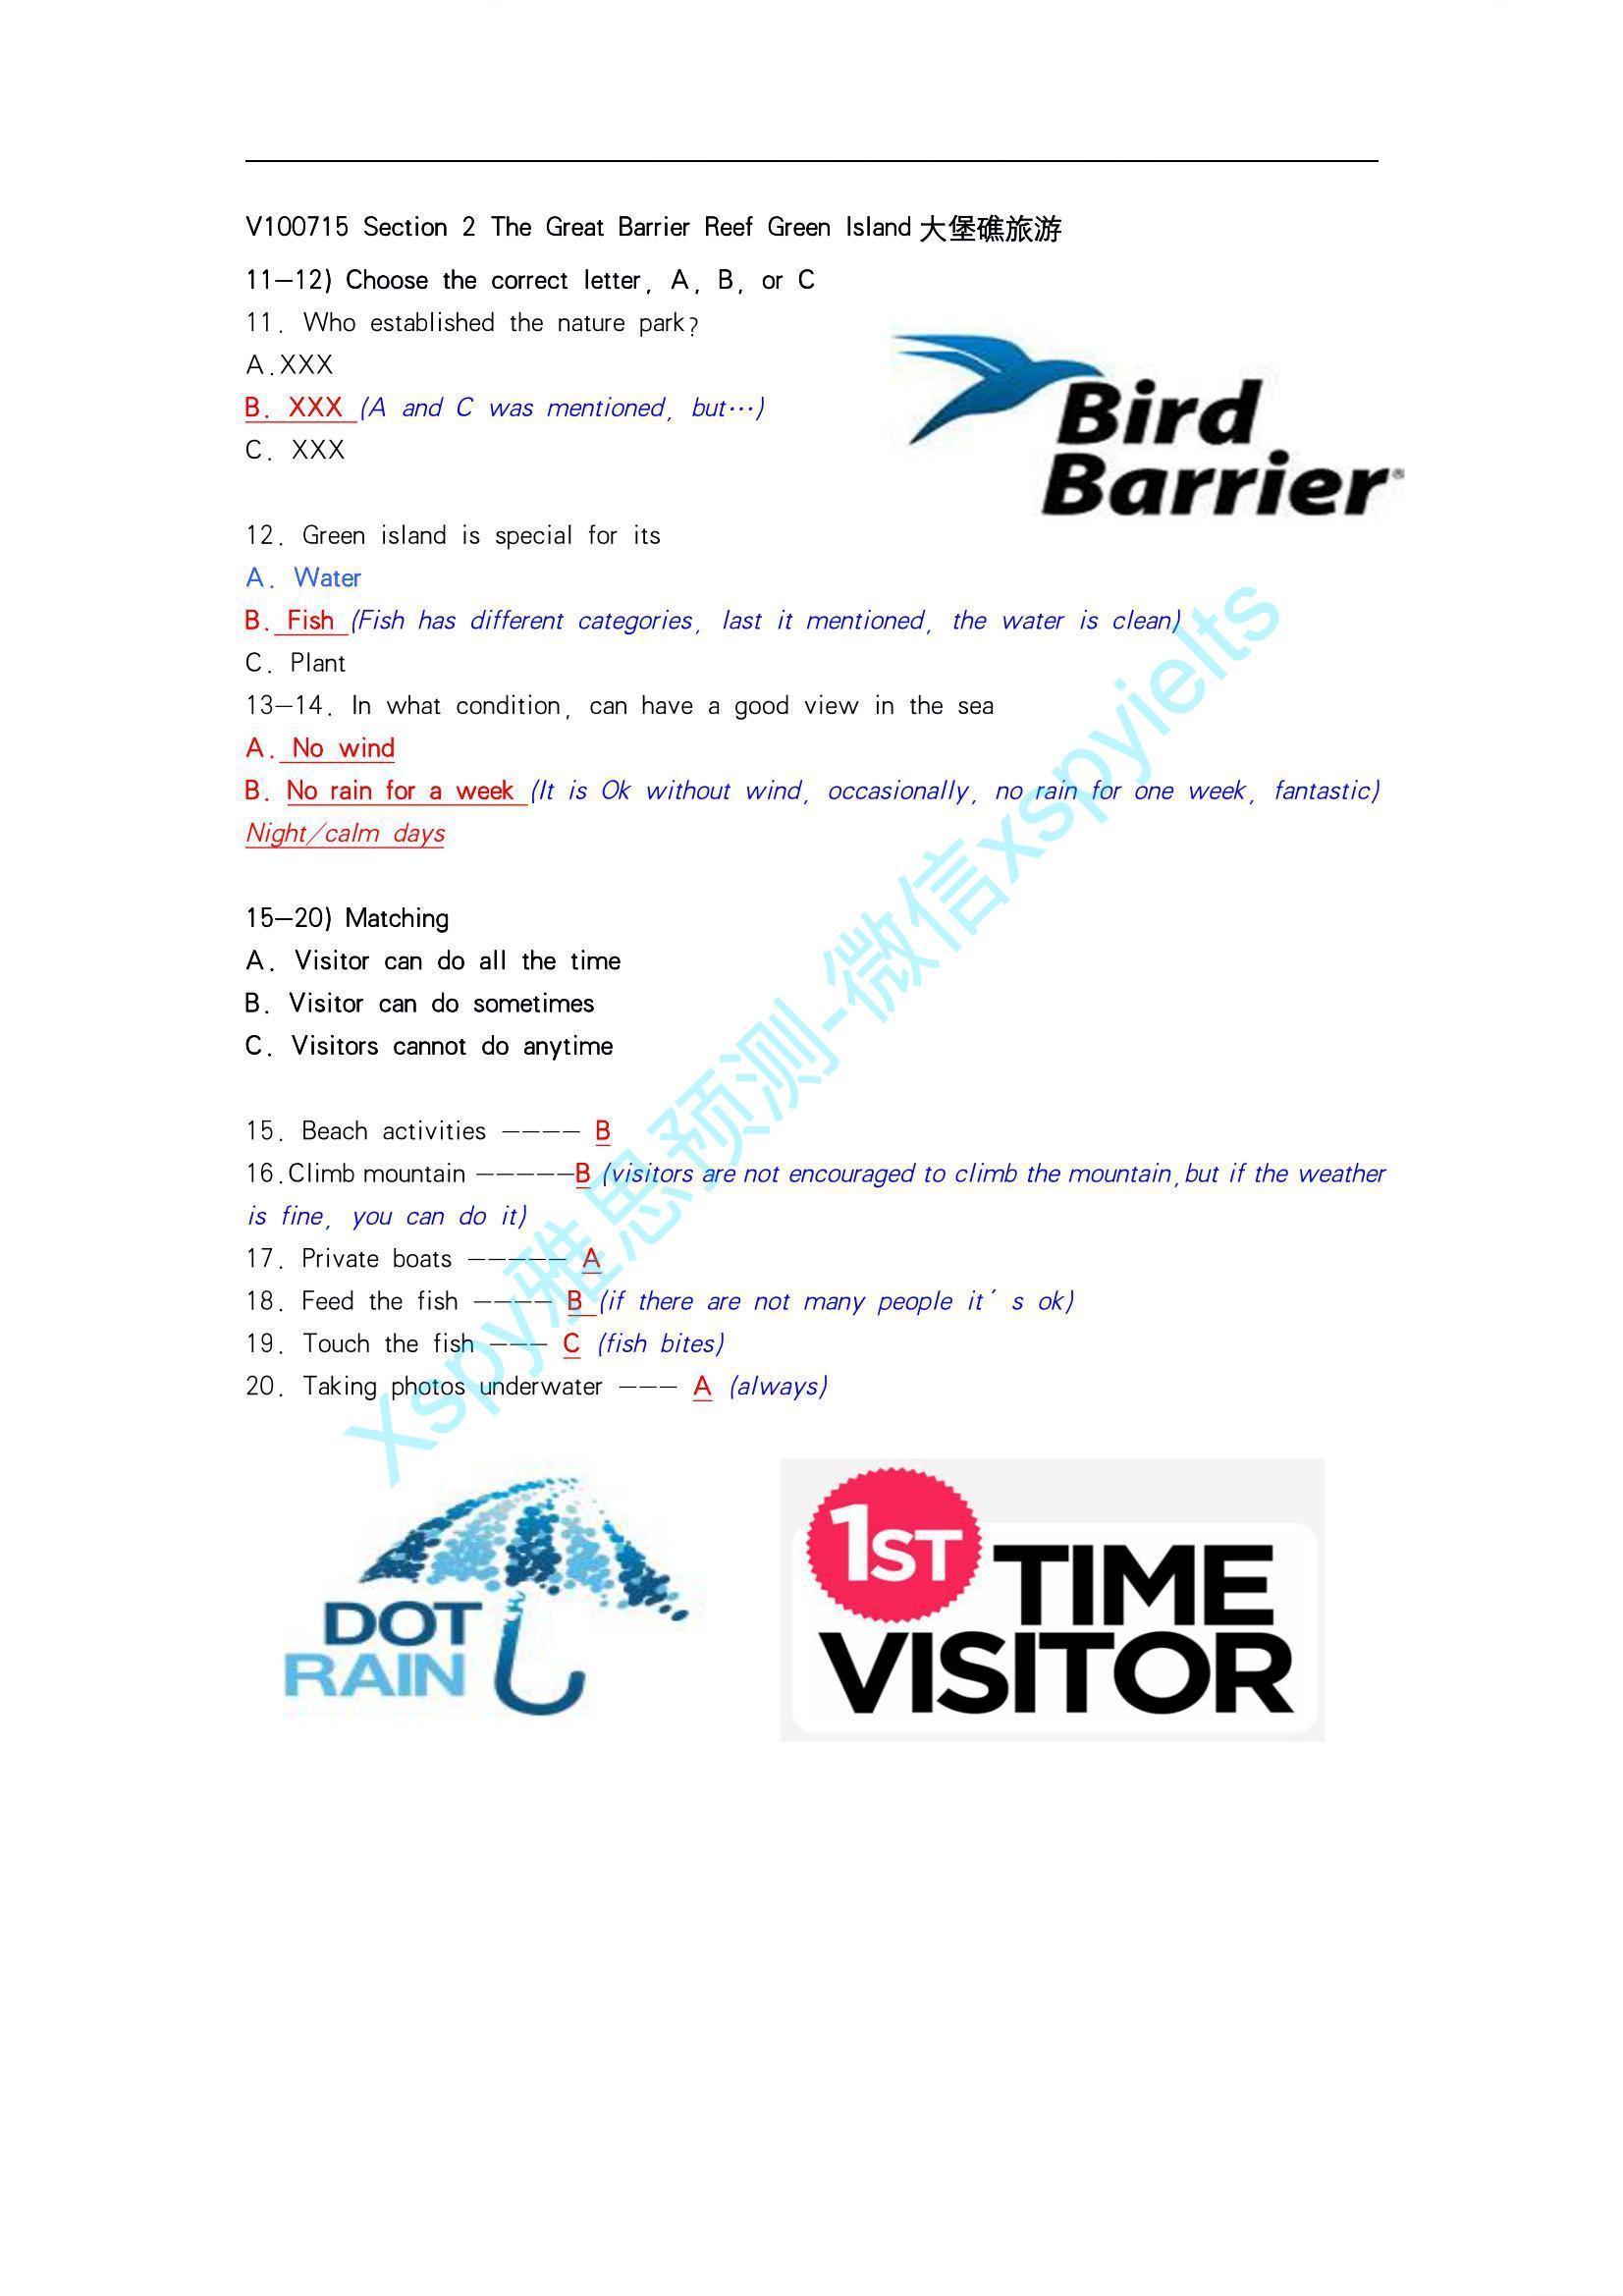 V100715 Section 2 The Great Barrier Reef Green Island大堡礁旅游
11-12) Choose the correct letter, A, B, or C
11. Who established the nature park?
A.XXX
B. XXX (A and C was mentioned, but…)
C. XXX
Bird
Barrier®
12. Green island is special for its
A. Water
B. Fish (Fish has different categories, last it mentioned, the water is clean)
C. Plant
13-14. In what condition, can have a good view in the sea
A. No wind
B. No rain for a week (It is Ok without wind, occasionally, no rain for one week, fantastic)
Night/calm days
15-20) Matching
A. Visitor can do all the time
B. Visitor can do sometimes
C. Visitors cannot do anytime
15. Beach activities ---- B
16.Climb mountain -----B (visitors are not encouraged to climb the mountain,but if the weather
is fine, you can do it)
17. Private boats ----- A
18. Feed the fish ---- B (if there are not many people it's ok)
19. Touch the fish --- C (fish bites)
20. Taking photos underwater --- A (always)
Xspy雅思预测-微信xspyielts
DOT
RAIN
1ST
TIME
VISITOR